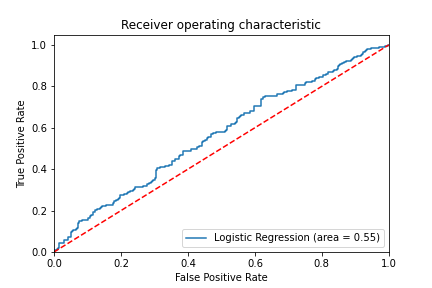 Receiver operating characteristic
True Positive Rate
1.0
0.8
0.6
0.4
0.2
0.0
Logistic Regression (area = 0.55)
0.0 0.2 0.4 0.6 0.8 1.0
False Positive Rate